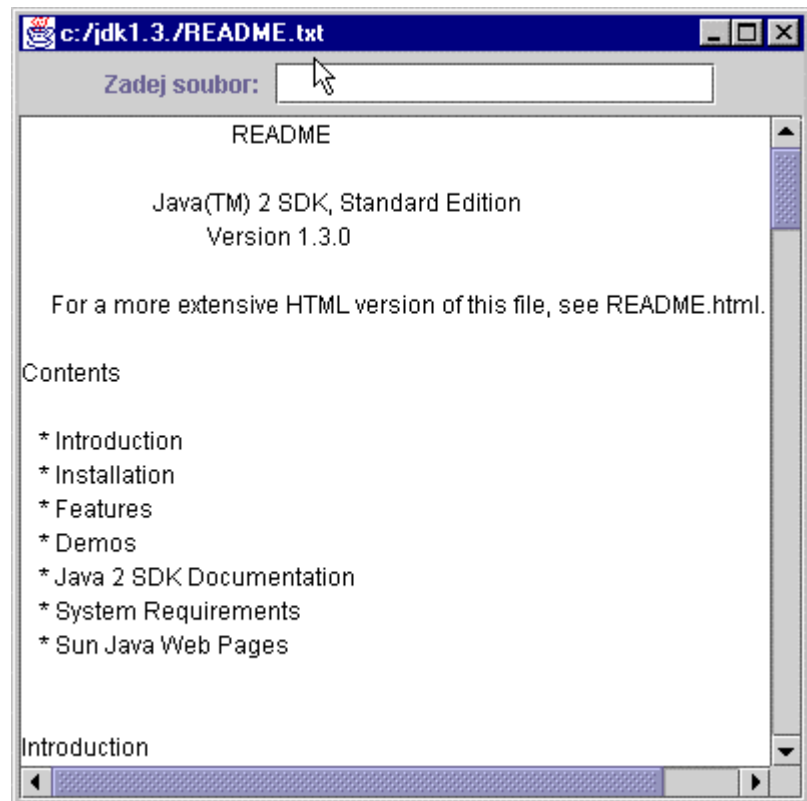 c:/jdk1.3./README.txt
Zadej soubor:
README
Java(TM) 2 SDK, Standard Edition
Version 1.3.0
For a more extensive HTML version of this file, see README.html.
Contents
* Introduction
* Installation
* Features
* Demos
* Java 2 SDK Documentation
* System Requirements
* Sun Java Web Pages
Introduction